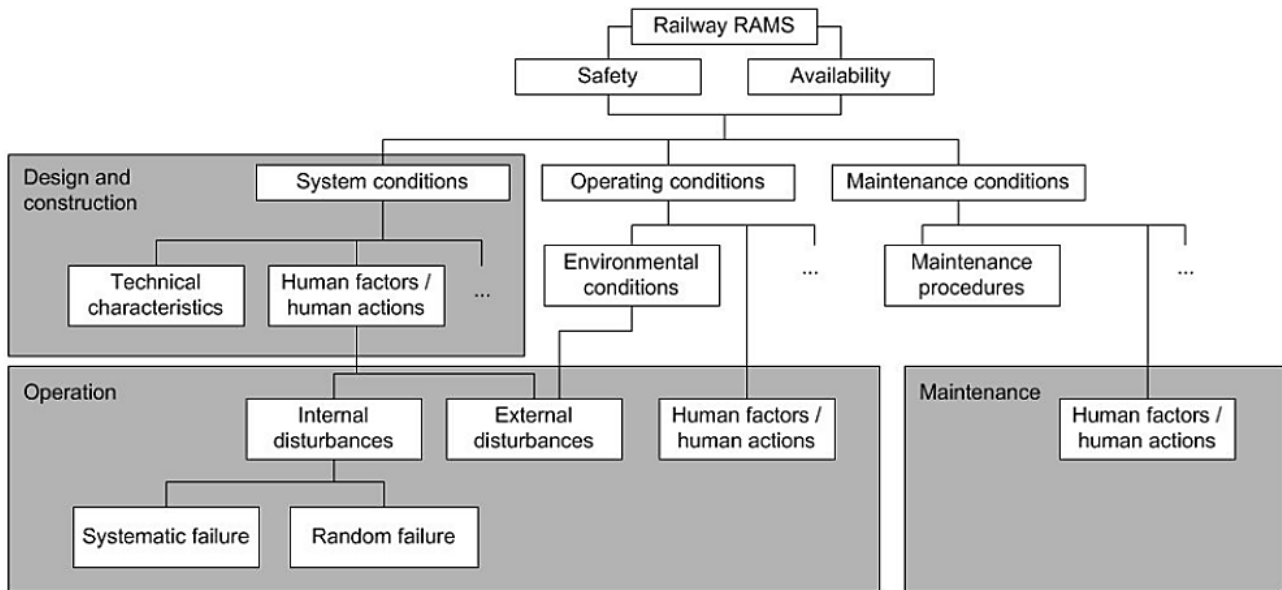 Railway RAMS
Safety
Availability
Design and
construction
System conditions
Operating conditions
Maintenance conditions
Technical
characteristics
Human factors /
human actions
...
Environmental
conditions
...
Maintenance
procedures
...
Operation
Internal
disturbances
External
disturbances
Human factors /
human actions
Maintenance
Human factors /
human actions
Systematic failure
Random failure